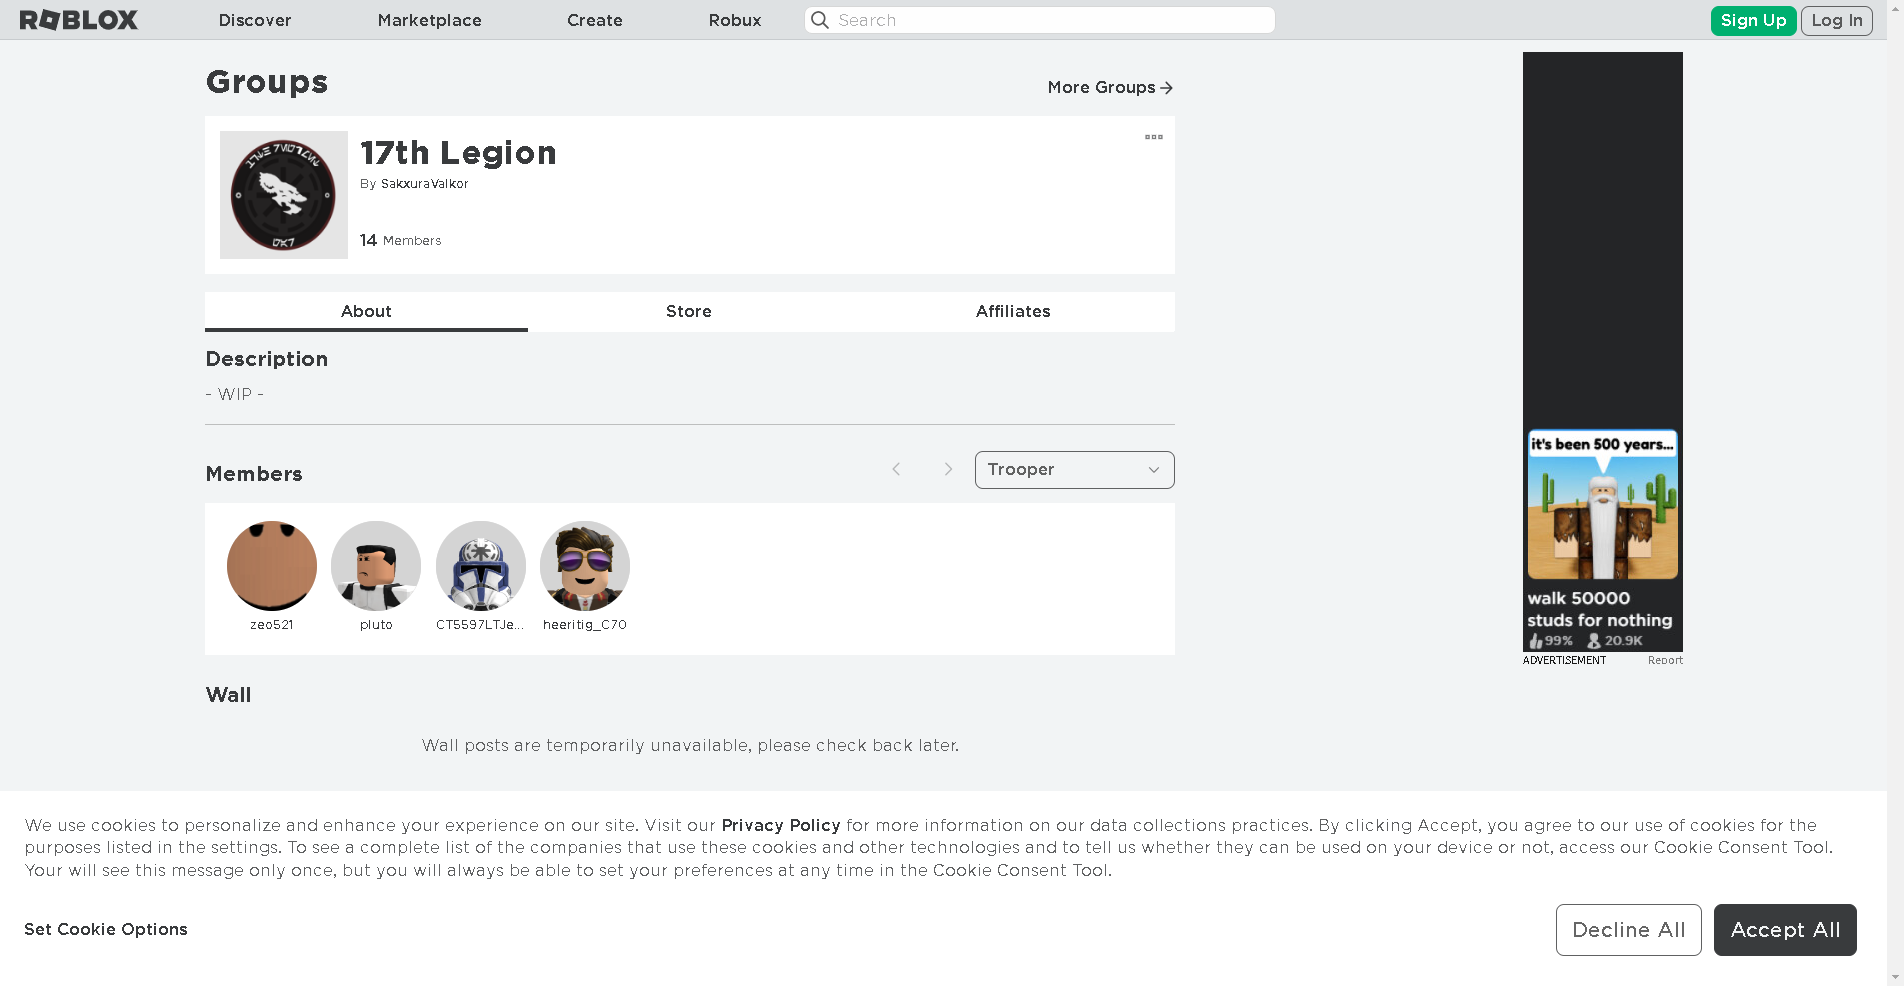 ROBLOX
Discover
Marketplace
Create
Robux
Search
Sign Up
Log In
Groups
More Groups
17th Legion
By SakxuraValkor
14 Members
About
Store
Affiliates
Description
- WIP -
Members
Trooper
zeo521
pluto
CT5597LTJe...
heeritig_C70
Wall
Wall posts are temporarily unavailable, please check back later.
it's been 500 years...
walk 50000
studs for nothing
99% 20.9K
ADVERTISEMENT
Report
We use cookies to personalize and enhance your experience on our site. Visit our Privacy Policy for more information on our data collections practices. By clicking Accept, you agree to our use of cookies for the
purposes listed in the settings. To see a complete list of the companies that use these cookies and other technologies and to tell us whether they can be used on your device or not, access our Cookie Consent Tool.
Your will see this message only once, but you will always be able to set your preferences at any time in the Cookie Consent Tool.
Set Cookie Options
Decline All
Accept All